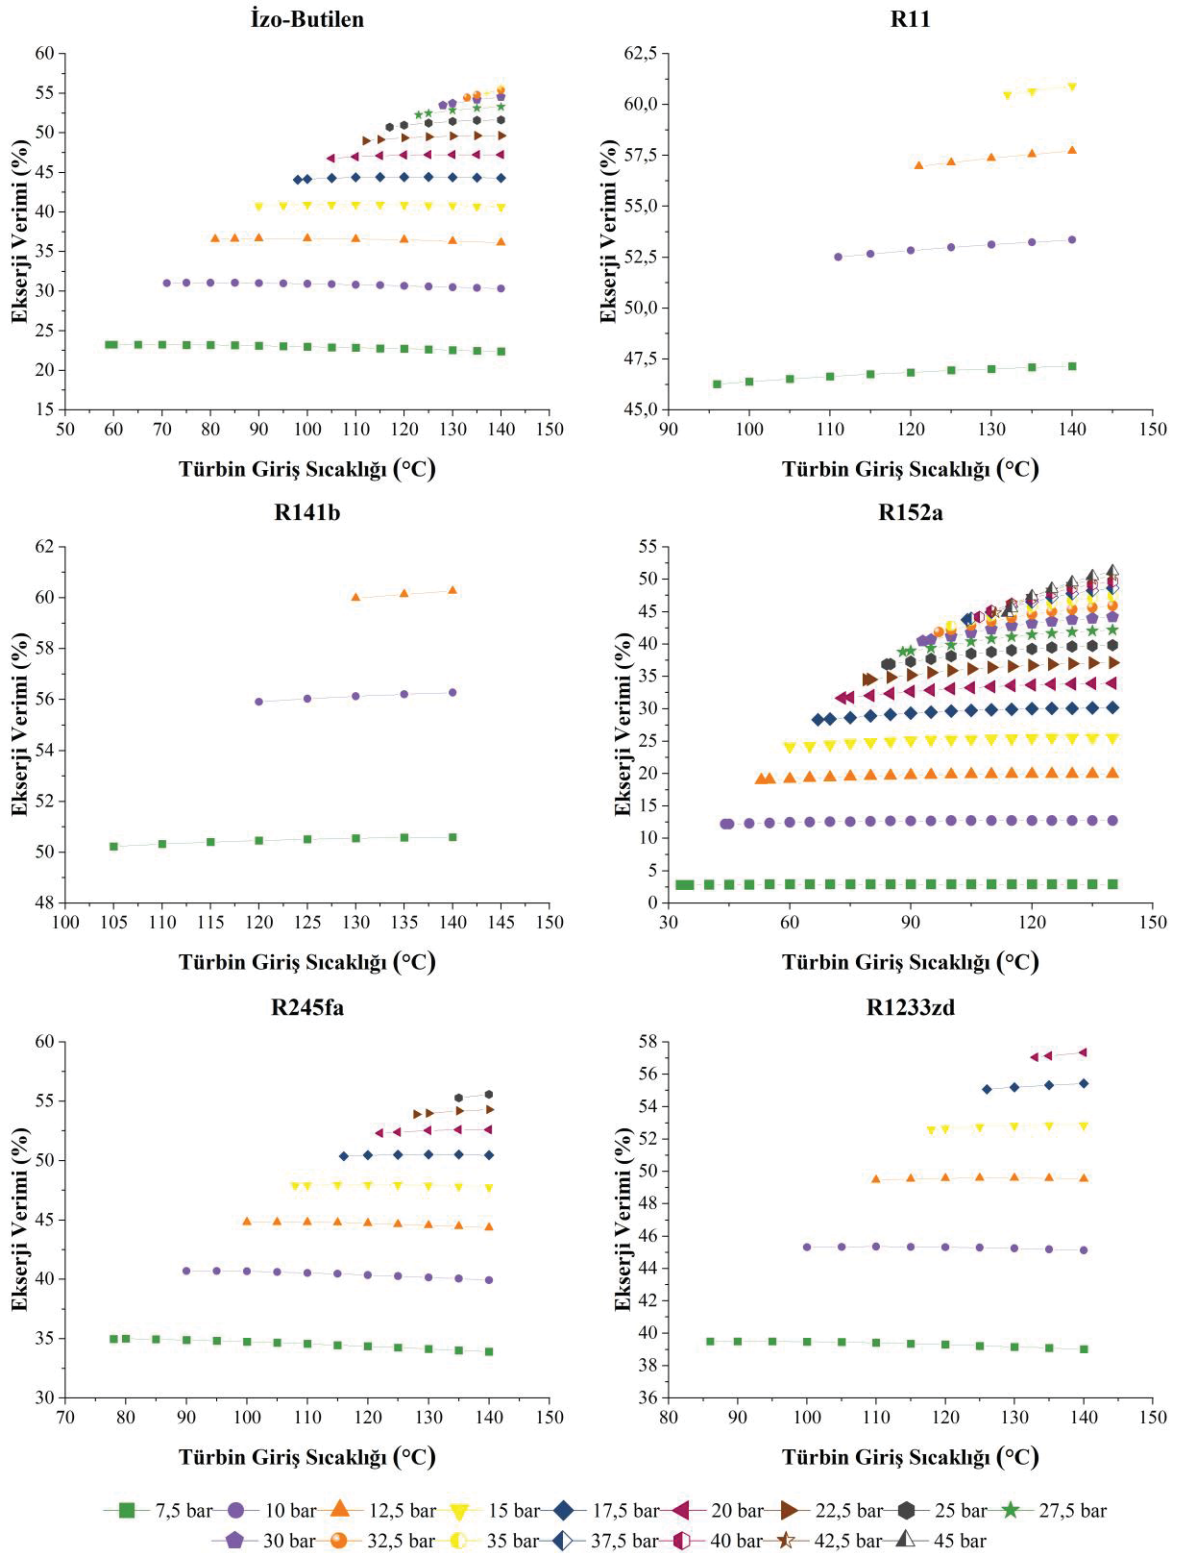 İzo-Butilen
60
55
50
45
40
35
30
25
20
15
50 60 70 80 90 100 110 120 130 140 150
Ekserji Verimi (%)
Türbin Giriş Sıcaklığı (°C)
R11
62,5
60,0
57,5
55,0
52,5
50,0
47,5
45,0
90 100 110 120 130 140 150
Ekserji Verimi (%)
Türbin Giriş Sıcaklığı (°C)
R141b
62
60
58
56
54
52
50
48
100 105 110 115 120 125 130 135 140 145 150
Ekserji Verimi (%)
Türbin Giriş Sıcaklığı (°C)
R152a
55
50
45
40
35
30
25
20
15
10
5
0
30 60 90 120 150
Ekserji Verimi (%)
Türbin Giriş Sıcaklığı (°C)
R245fa
60
55
50
45
40
35
30
70 80 90 100 110 120 130 140 150
Ekserji Verimi (%)
Türbin Giriş Sıcaklığı (°C)
R1233zd
58
56
54
52
50
48
46
44
42
40
38
36
80 90 100 110 120 130 140 150
Ekserji Verimi (%)
Türbin Giriş Sıcaklığı (°C)
7,5 bar 10 bar 12,5 bar 15 bar 17,5 bar 20 bar 22,5 bar 25 bar 27,5 bar
30 bar 32,5 bar 35 bar 37,5 bar 40 bar 42,5 bar 45 bar